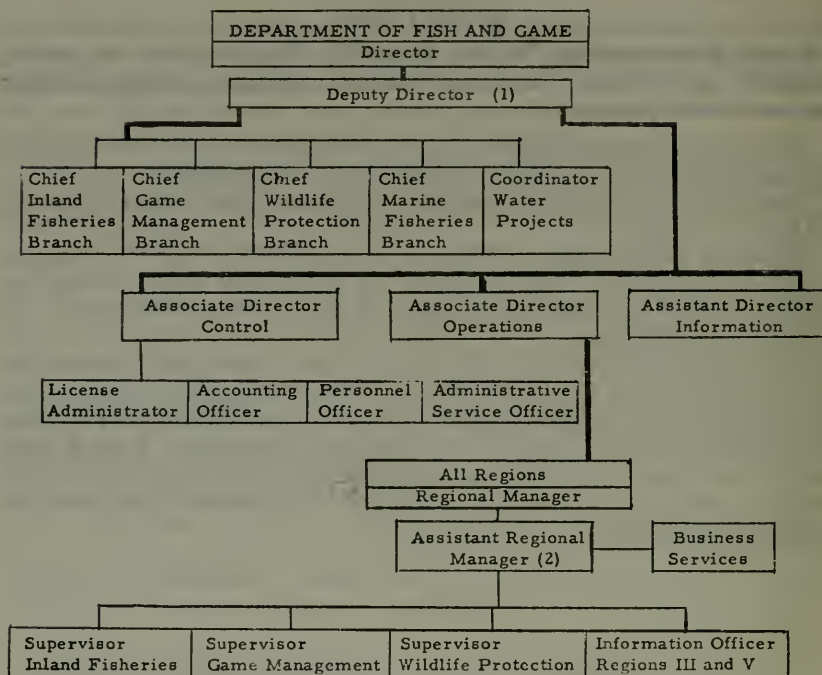 DEPARTMENT OF FISH AND GAME
Director
Deputy Director (1)
Chief
Inland
Fisheries
Branch
Chief
Game
Management
Branch
Chief
Wildlife
Protection
Branch
Chief
Marine
Fisheries
Branch
Coordinator
Water
Projects
Associate Director
Control
Associate Director
Operations
Assistant Director
Information
License
Administrator
Accounting
Officer
Personnel
Officer
Administrative
Service Officer
All Regions
Regional Manager
Assistant Regional
Manager (2)
Business
Services
Supervisor
Inland Fisheries
Supervisor
Game Management
Supervisor
Wildlife Protection
Information Officer
Regions III and V